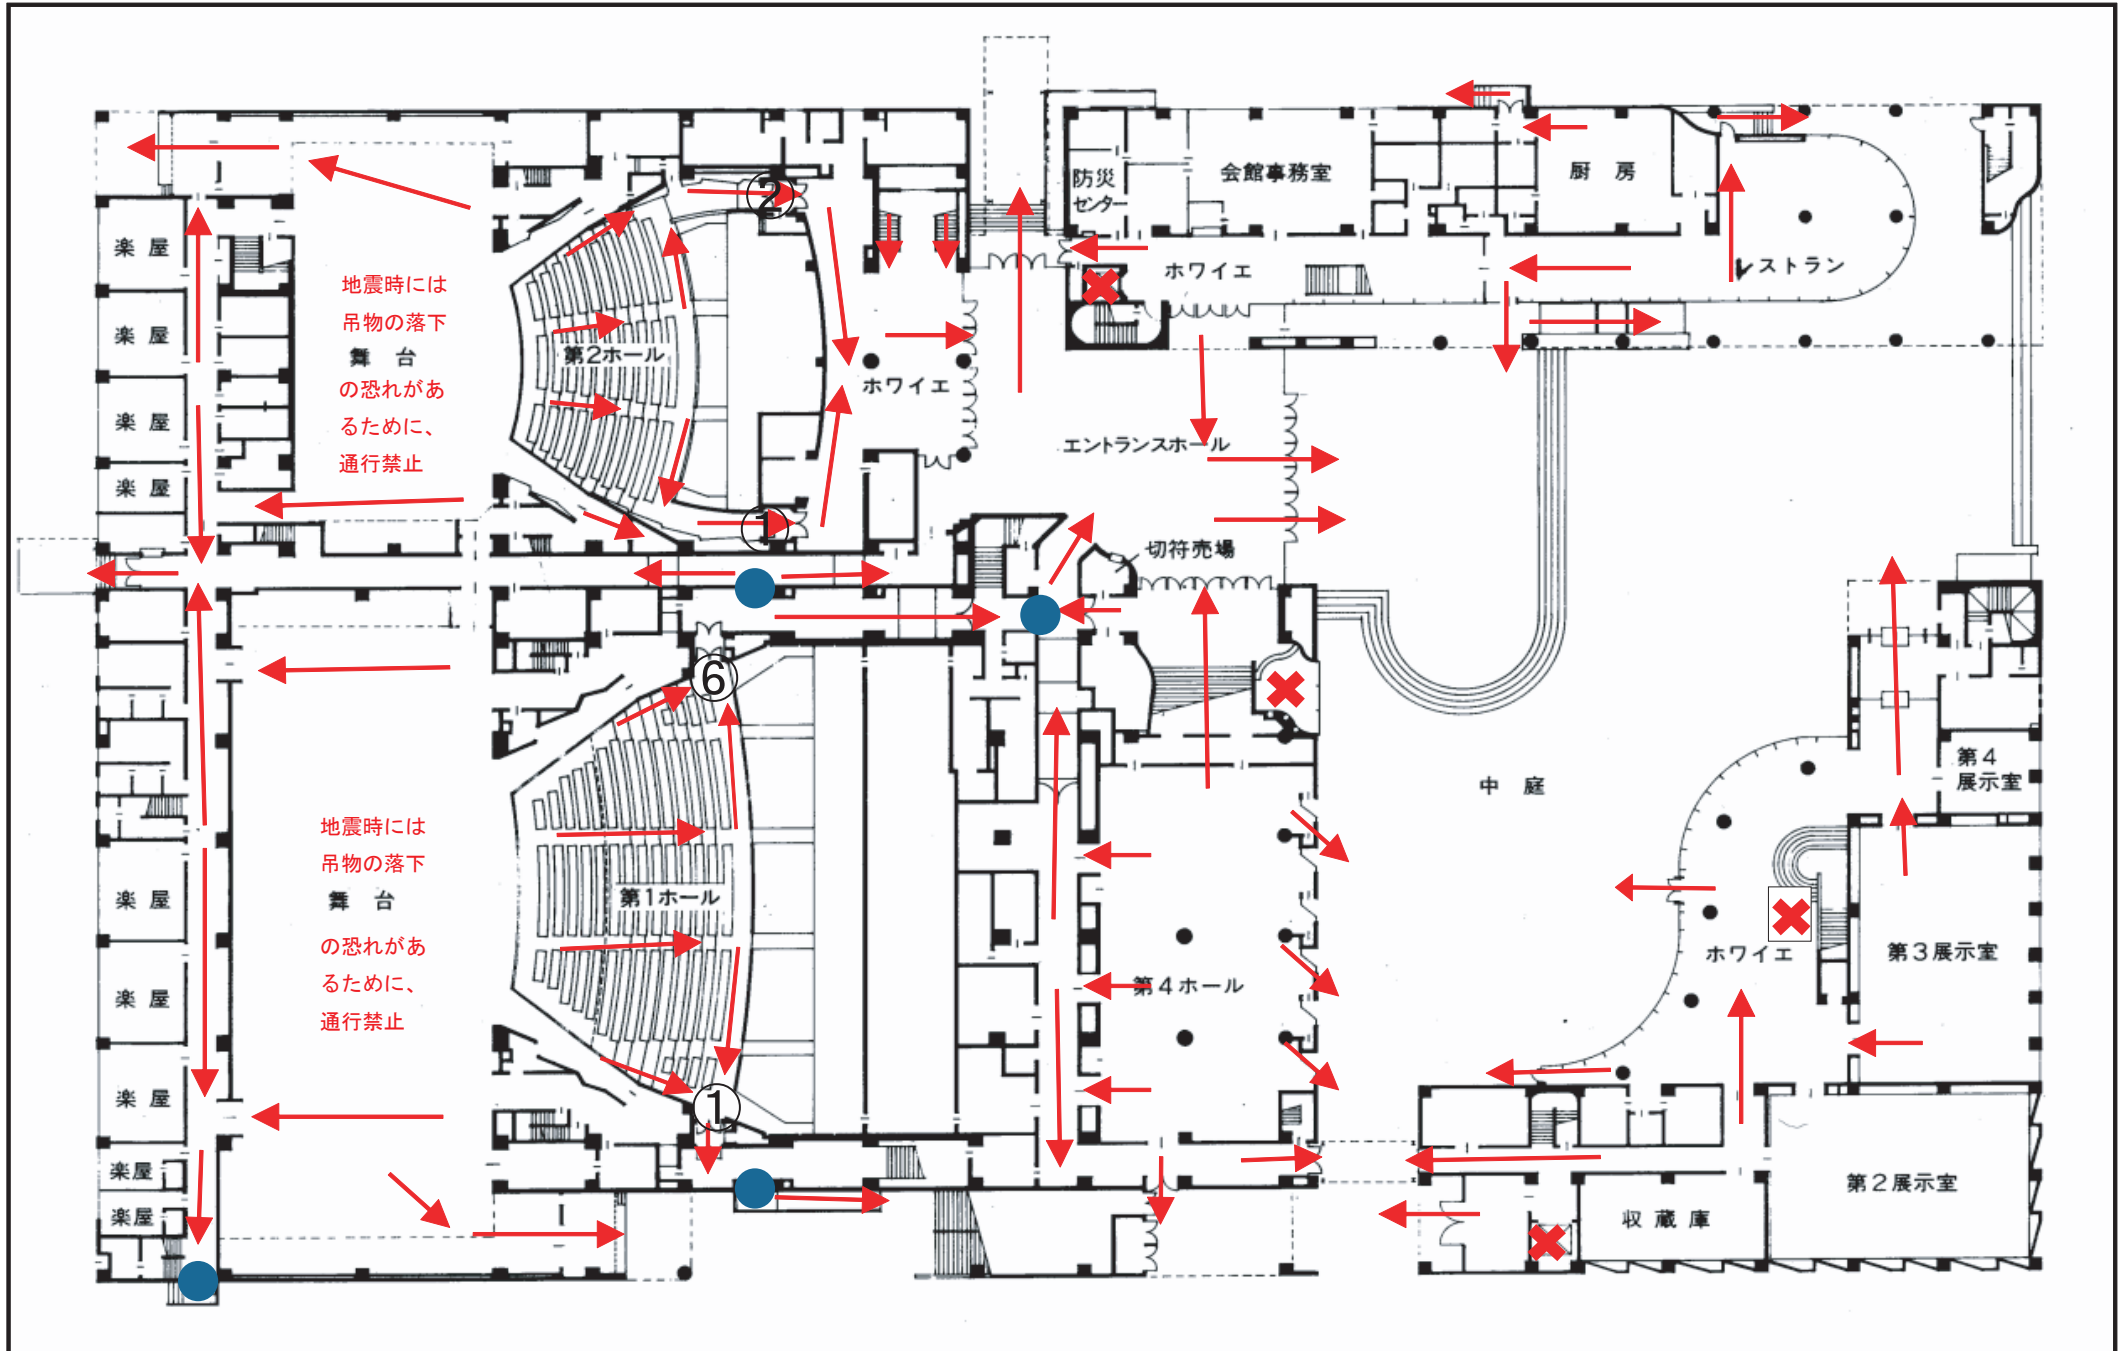 防災
センター
会館事務室
厨 房
楽 屋
地震時には
吊物の落下
舞 台
の恐れがあ
るために、
通行禁止
②
第2ホール
①
ホワイエ
ホワイエ
レストラン
楽 屋
楽 屋
楽 屋
エントランスホール
切符売場
⑥
地震時には
吊物の落下
舞 台
の恐れがあ
るために、
通行禁止
第1ホール
①
中 庭
第4
展示室
楽 屋
楽 屋
楽 屋
楽屋
楽屋
第4ホール
ホワイエ
第3展示室
第2展示室
収 蔵 庫